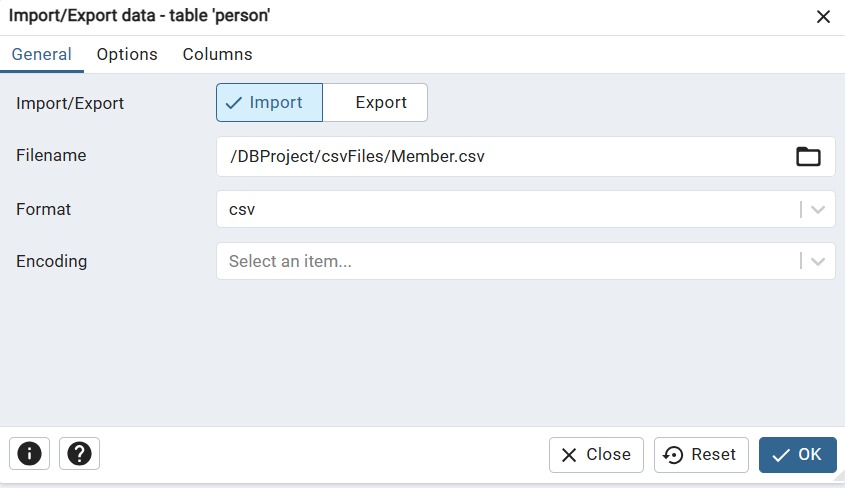 Import/Export data - table 'person'
General Options Columns
Import/Export Import Export
Filename /DBProject/csvFiles/Member.csv
Format csv
Encoding Select an item...
Close Reset OK